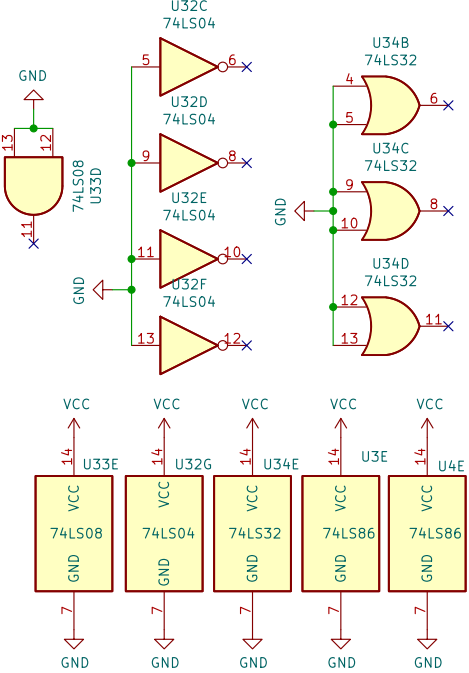 U32C
74LS04
5
6
U34B
74LS32
4
5
6
GND
13
12
11
74LS08
U33D
U32D
74LS04
9
8
U34C
74LS32
9
10
8
GND
U32E
74LS04
11
10
GND
U32F
74LS04
13
12
U34D
74LS32
12
13
11
VCC
VCC
VCC
VCC
VCC
14
U33E
14
U32G
14
U34E
14
U3E
14
U4E
VCC
VCC
VCC
VCC
VCC
74LS08
74LS04
74LS32
74LS86
74LS86
GND
GND
GND
GND
GND
7
7
7
7
7
GND
GND
GND
GND
GND